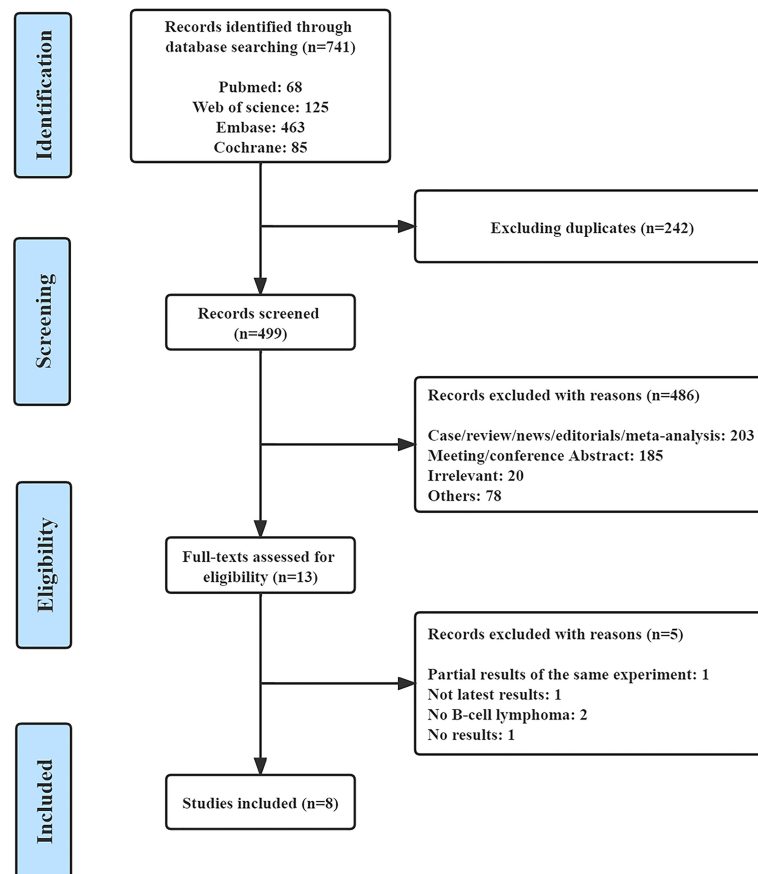 Identification
Records identified through
database searching (n=741)
Pubmed: 68
Web of science: 125
Embase: 463
Cochrane: 85
Excluding duplicates (n=242)
Screening
Records screened
(n=499)
Records excluded with reasons (n=486)
Case/review/news/editorials/meta-analysis: 203
Meeting/conference Abstract: 185
Irrelevant: 20
Others: 78
Eligibility
Full-texts assessed for
eligibility (n=13)
Records excluded with reasons (n=5)
Partial results of the same experiment: 1
Not latest results: 1
No B-cell lymphoma: 2
No results: 1
Included
Studies included (n=8)